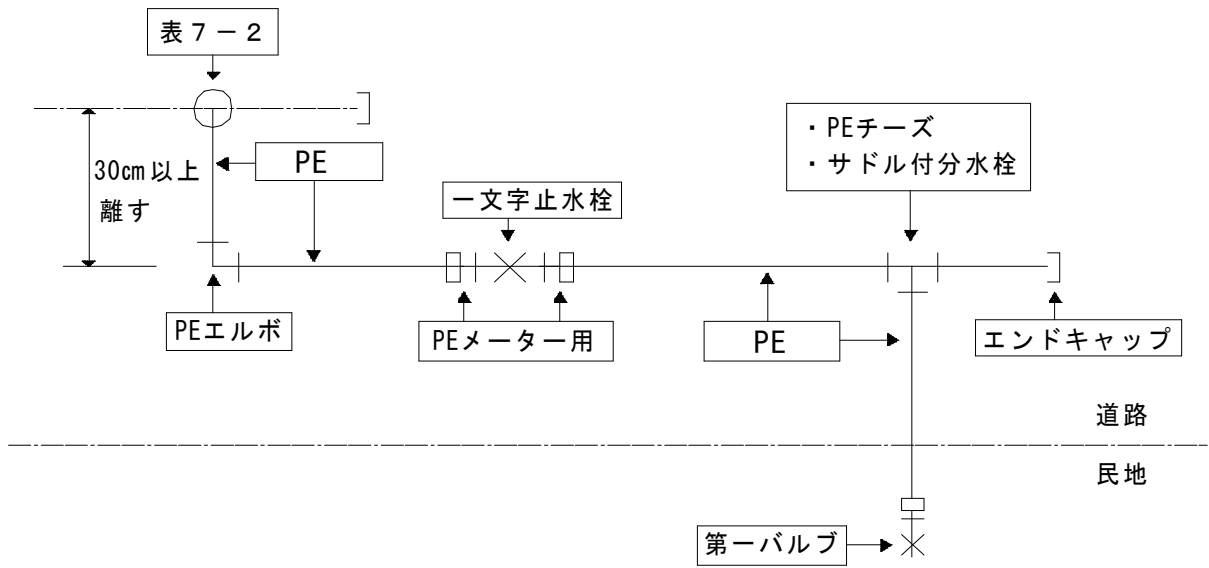 表７－２
30cm以上
離す
PE
一文字止水栓
・PEチーズ
・サドル付分水栓
PEエルボ
PEメーター用
PE
エンドキャップ
道路
民地
第一バルブ